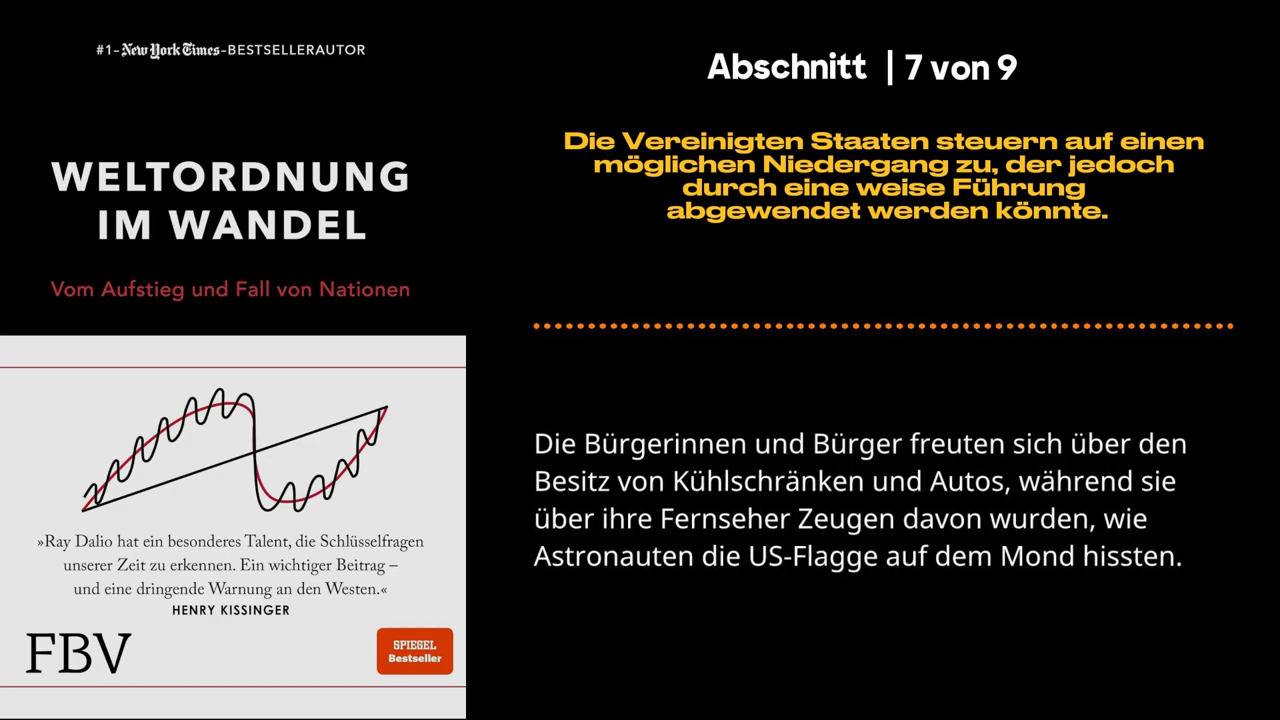 #1-New York Times-BESTSELLERAUTOR
WELTORDNUNG
IM WANDEL
Vom Aufstieg und Fall von Nationen
»Ray Dalio hat ein besonderes Talent, die Schlüsselfragen
unserer Zeit zu erkennen. Ein wichtiger Beitrag –
und eine dringende Warnung an den Westen.«
HENRY KISSINGER
FBV
SPIEGEL
Bestseller
Abschnitt | 7 von 9
Die Vereinigten Staaten steuern auf einen
möglichen Niedergang zu, der jedoch
durch eine weise Führung
abgewendet werden könnte.
Die Bürgerinnen und Bürger freuten sich über den
Besitz von Kühlschränken und Autos, während sie
über ihre Fernseher Zeugen davon wurden, wie
Astronauten die US-Flagge auf dem Mond hissten.